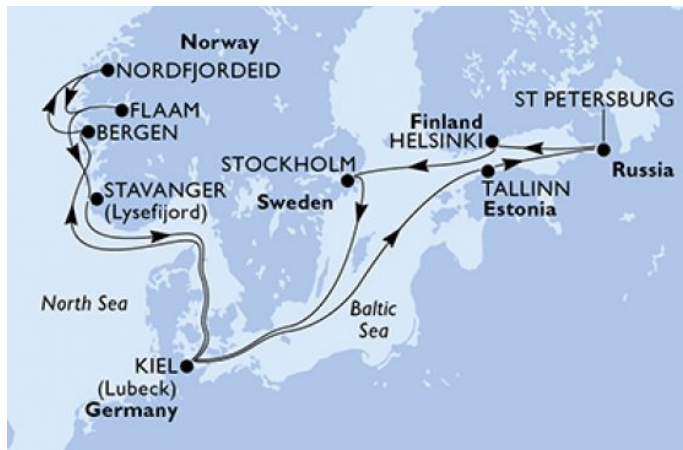 Norway
NORDFJORDEID
FLAAM
BERGEN
STAVANGER
(Lysefijord)
North Sea
KIEL
(Lubeck)
Germany
STOCKHOLM
Sweden
Baltic
Sea
Finland
HELSINKI
TALLINN
Estonia
ST PETERSBURG
Russia